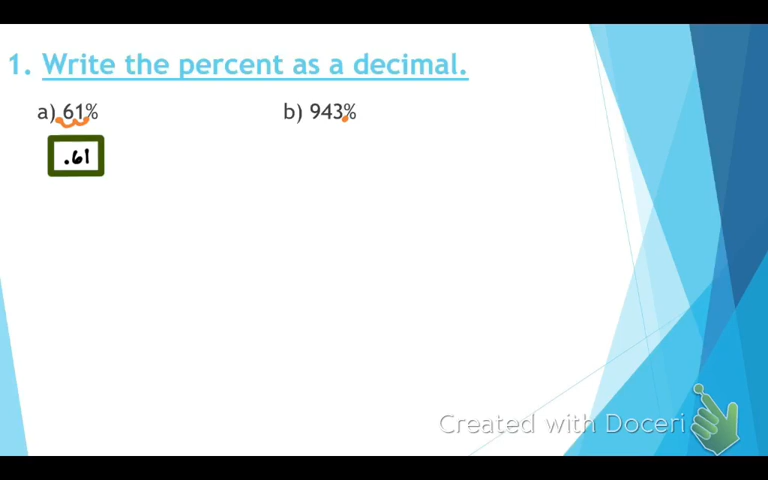 1. Write the percent as a decimal.
a) 61% b) 943%
.61
Created with Doceri